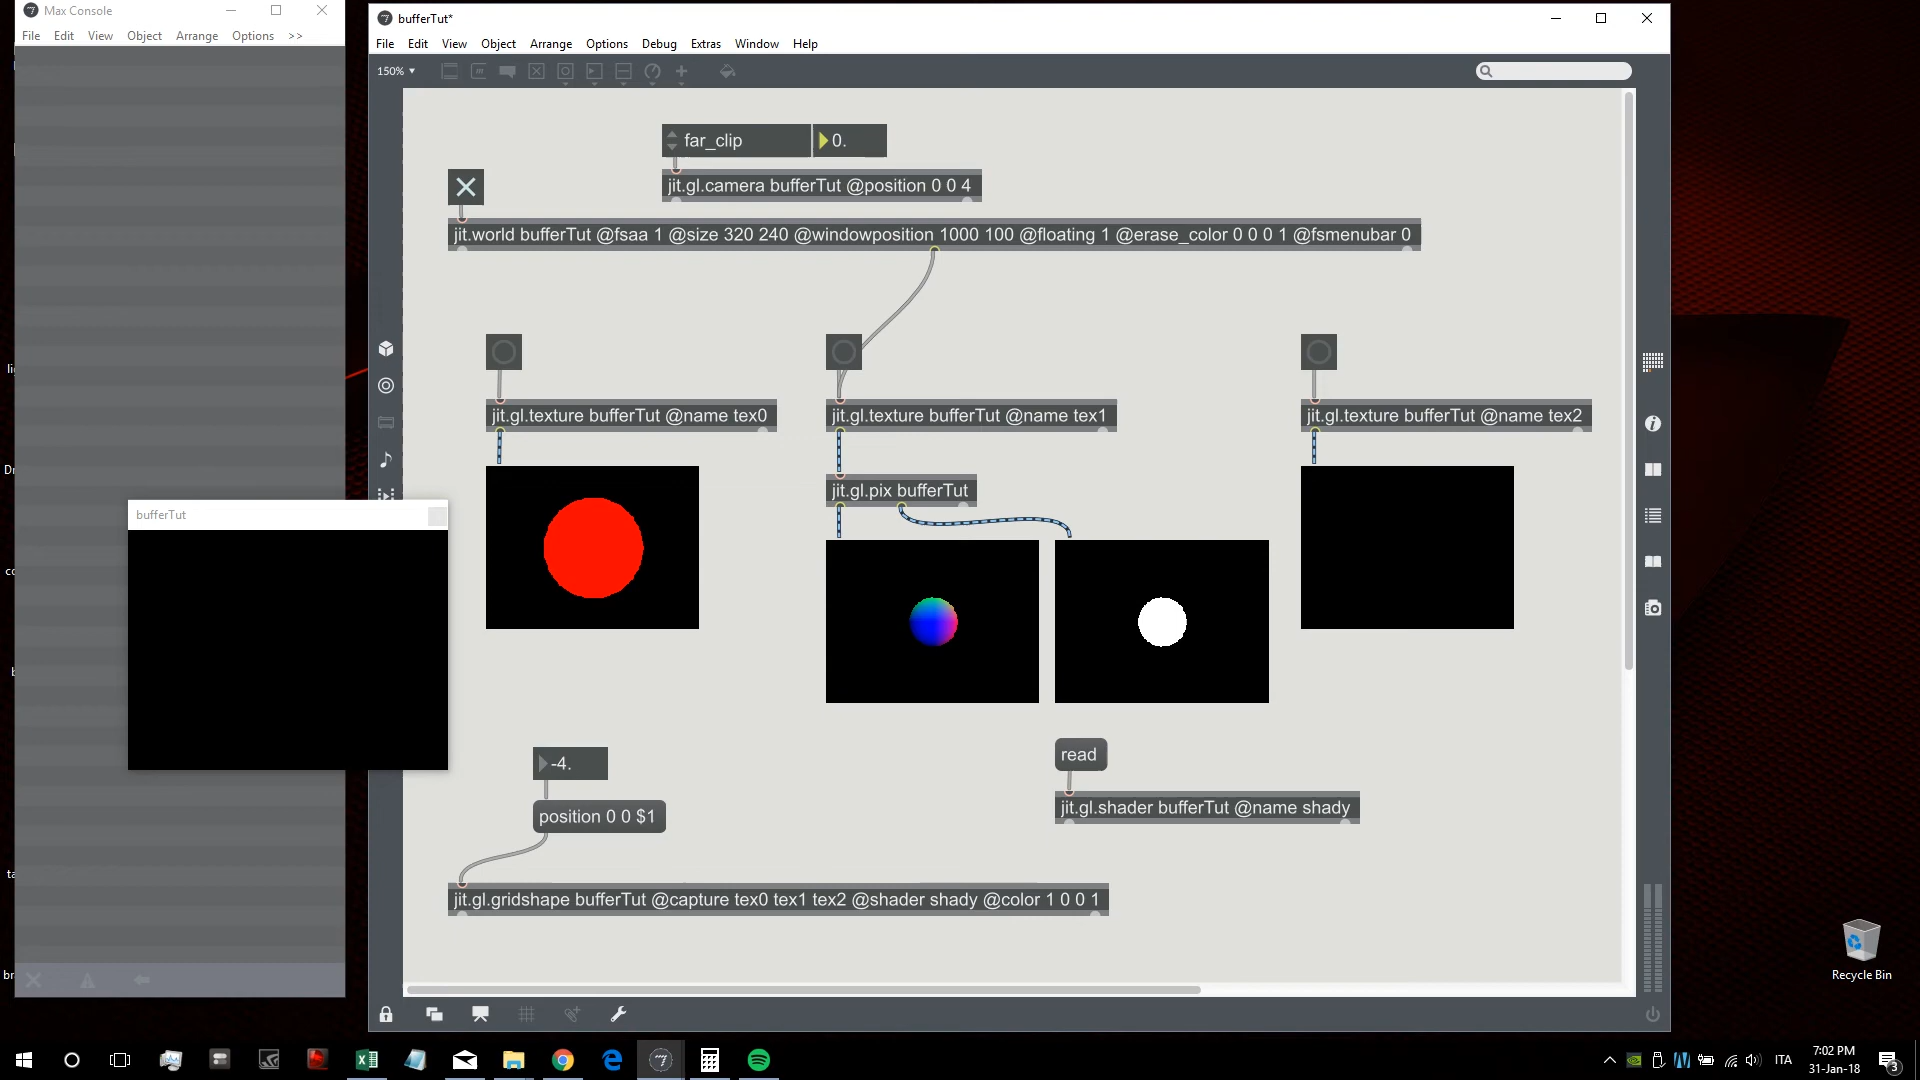 Max Console
File Edit View Object Arrange Options >>
bufferTut*
File Edit View Object Arrange Options Debug Extras Window Help
150%
far_clip
0.
jit.gl.camera bufferTut @position 0 0 4
jit.world bufferTut @fsaa 1 @size 320 240 @windowposition 1000 100 @floating 1 @erase_color 0 0 0 1 @fsmenubar 0
jit.gl.texture bufferTut @name tex0
jit.gl.texture bufferTut @name tex1
jit.gl.texture bufferTut @name tex2
jit.gl.pix bufferTut
bufferTut
-4.
position 0 0 $1
read
jit.gl.shader bufferTut @name shady
jit.gl.gridshape bufferTut @capture tex0 tex1 tex2 @shader shady @color 1 0 0 1
Recycle Bin
ITA
7:02 PM
31-Jan-18
3